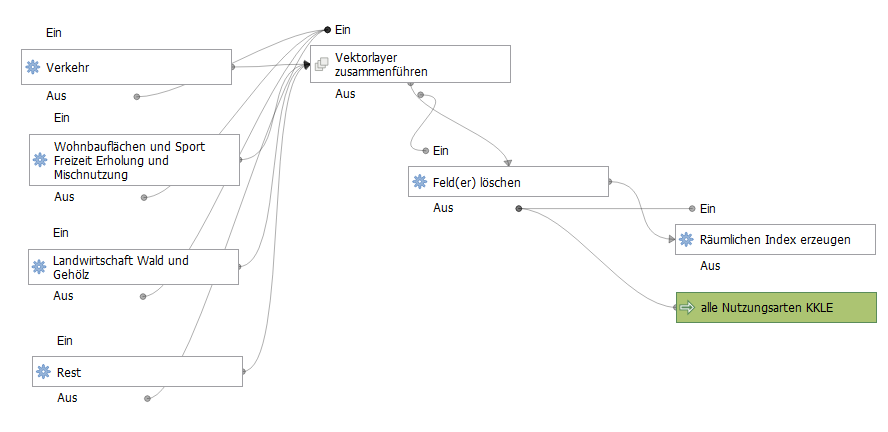 Ein
Verkehr
Aus
Ein
Wohnbauflächen und Sport
Freizeit Erholung und
Mischnutzung
Aus
Ein
Landwirtschaft Wald und
Gehölz
Aus
Ein
Rest
Aus
Ein
Vektorlayer
zusammenführen
Aus
Ein
Feld(er) löschen
Aus
Ein
Räumlichen Index erzeugen
Aus
alle Nutzungsarten KKLE